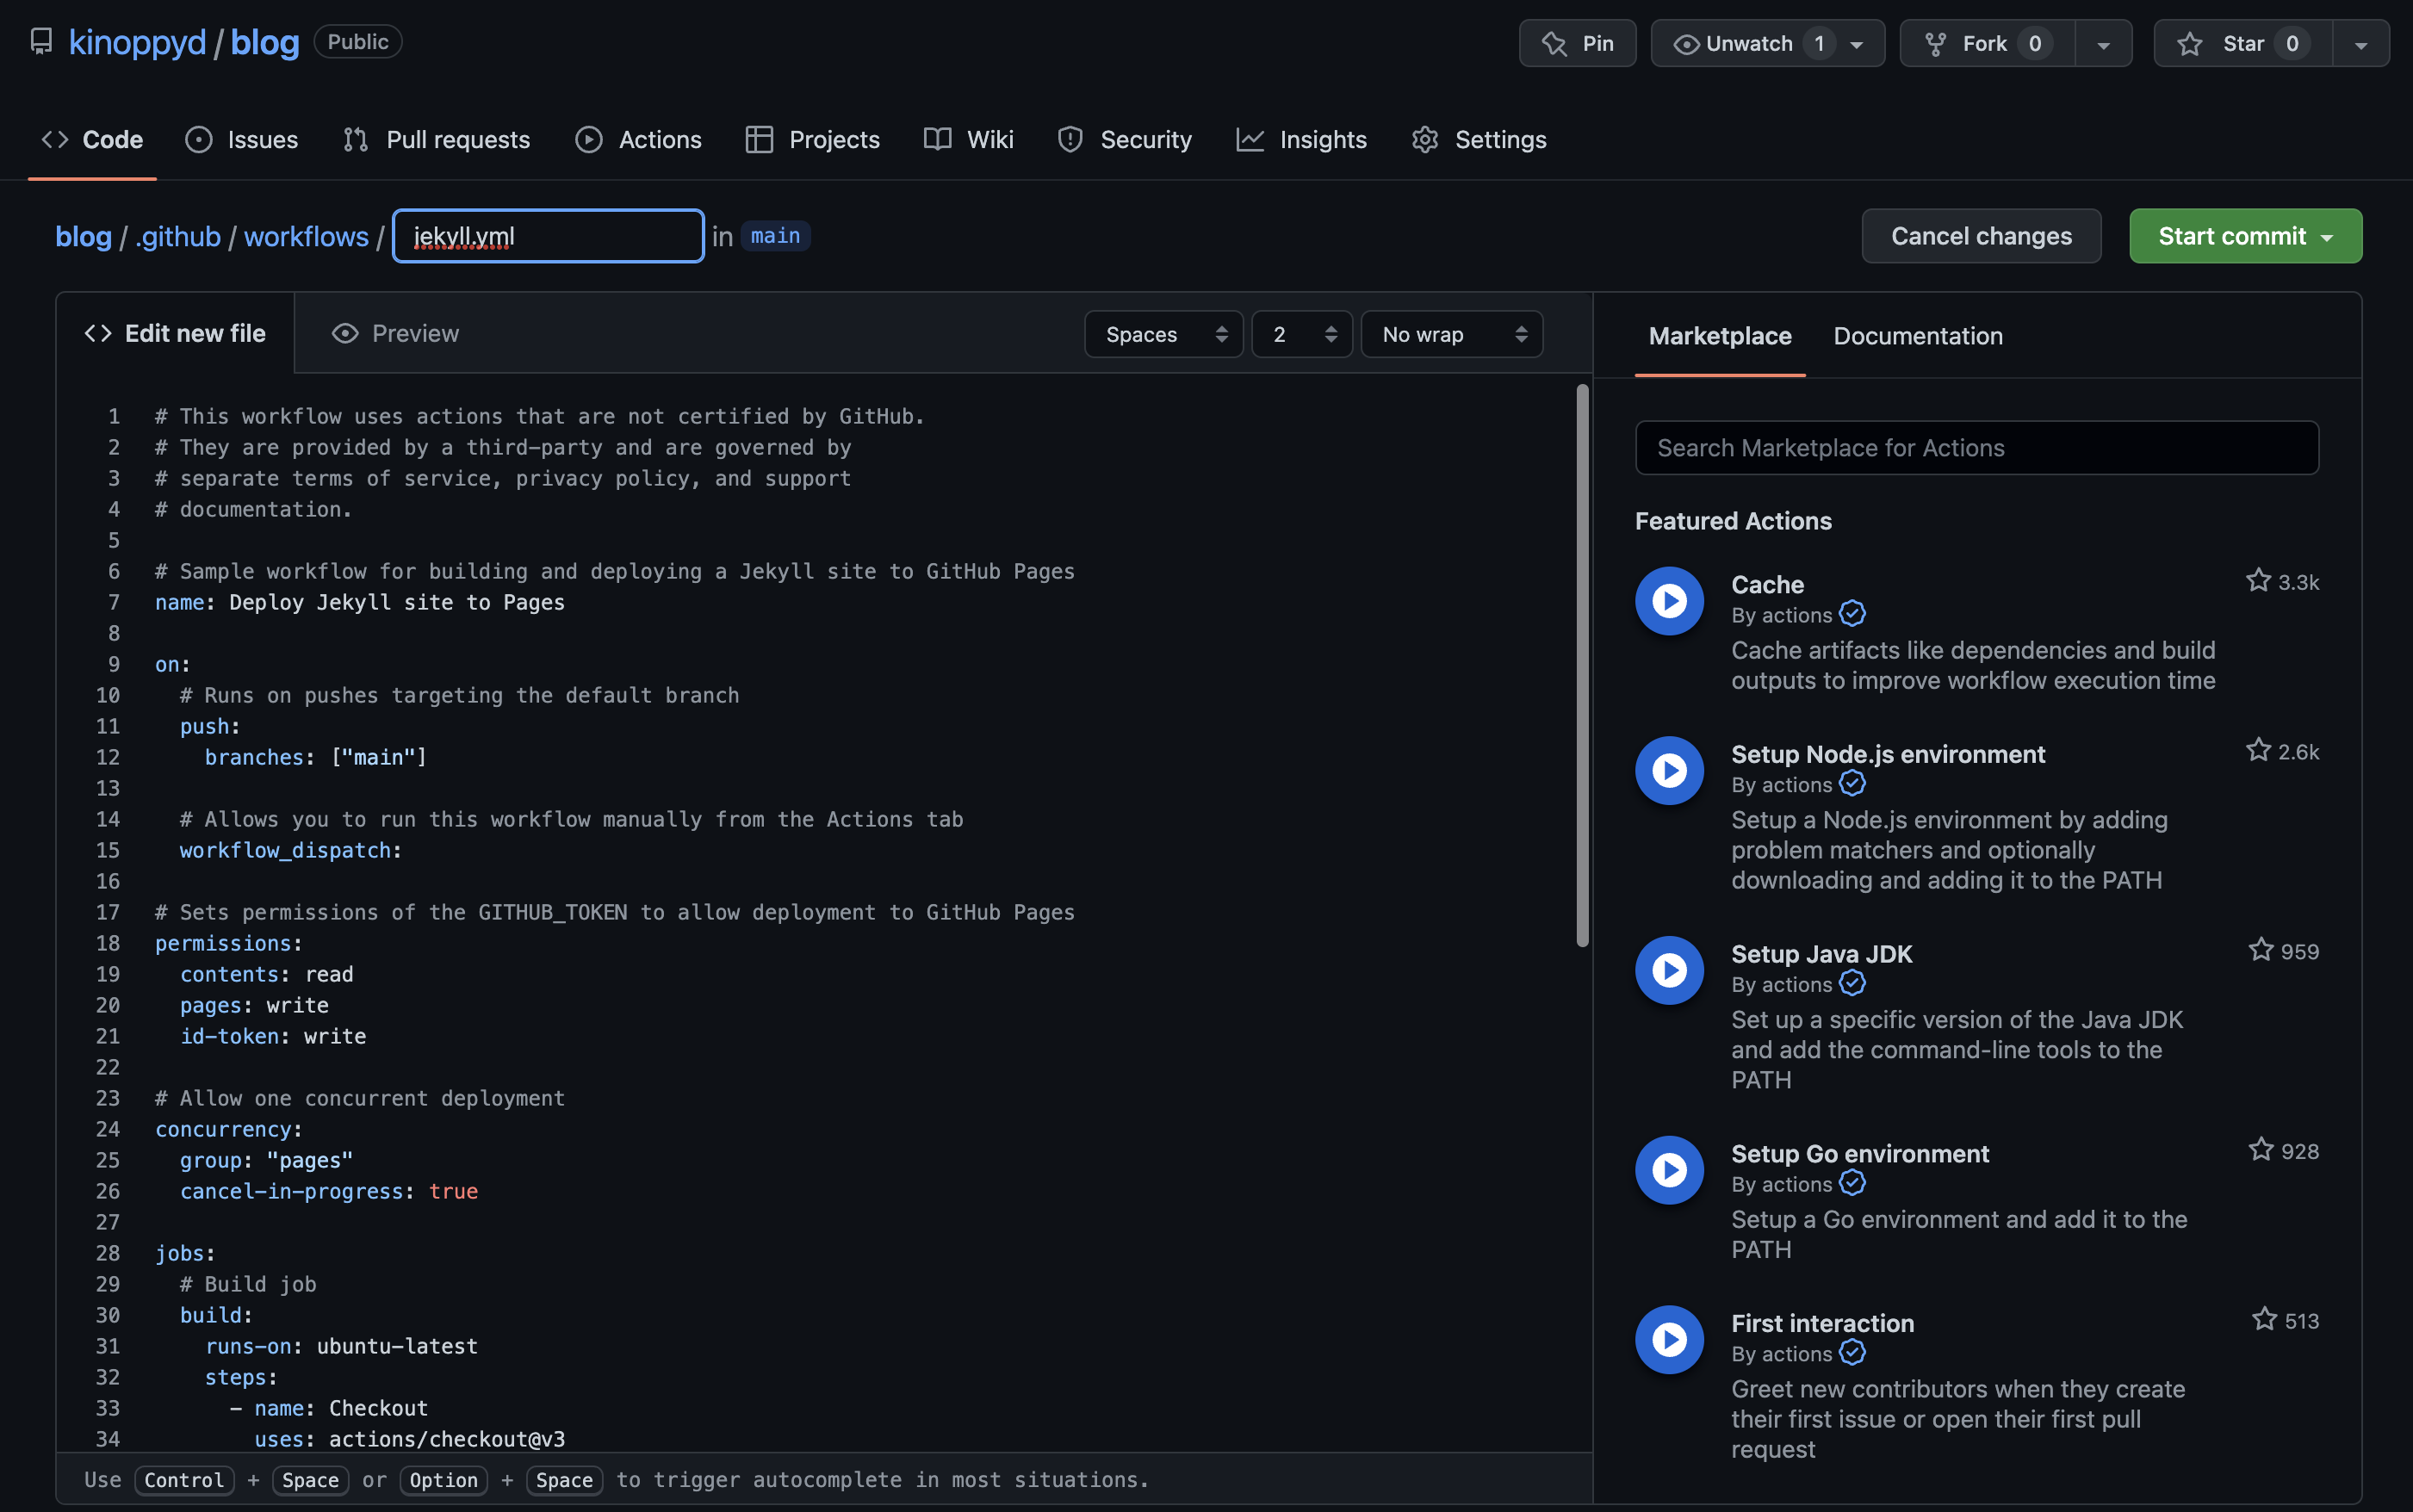 kinoppyd / blog Public
Pin
Unwatch 1
Fork 0
Star 0
Code
Issues
Pull requests
Actions
Projects
Wiki
Security
Insights
Settings
blog / .github / workflows / jekyll.yml in main
Cancel changes
Start commit
Edit new file
Preview
Spaces
2
No wrap
1 # This workflow uses actions that are not certified by GitHub.
2 # They are provided by a third-party and are governed by
3 # separate terms of service, privacy policy, and support
4 # documentation.
5
6 # Sample workflow for building and deploying a Jekyll site to GitHub Pages
7 name: Deploy Jekyll site to Pages
8
9 on:
10   # Runs on pushes targeting the default branch
11   push:
12     branches: ["main"]
13
14   # Allows you to run this workflow manually from the Actions tab
15   workflow_dispatch:
16
17 # Sets permissions of the GITHUB_TOKEN to allow deployment to GitHub Pages
18 permissions:
19   contents: read
20   pages: write
21   id-token: write
22
23 # Allow one concurrent deployment
24 concurrency:
25   group: "pages"
26   cancel-in-progress: true
27
28 jobs:
29   # Build job
30   build:
31     runs-on: ubuntu-latest
32     steps:
33       - name: Checkout
34         uses: actions/checkout@v3
Use Control + Space or Option + Space to trigger autocomplete in most situations.
Marketplace
Documentation
Search Marketplace for Actions
Featured Actions
Cache
3.3k
By actions
Cache artifacts like dependencies and build
outputs to improve workflow execution time
Setup Node.js environment
2.6k
By actions
Setup a Node.js environment by adding
problem matchers and optionally
downloading and adding it to the PATH
Setup Java JDK
959
By actions
Set up a specific version of the Java JDK
and add the command-line tools to the
PATH
Setup Go environment
928
By actions
Setup a Go environment and add it to the
PATH
First interaction
513
By actions
Greet new contributors when they create
their first issue or open their first pull
request